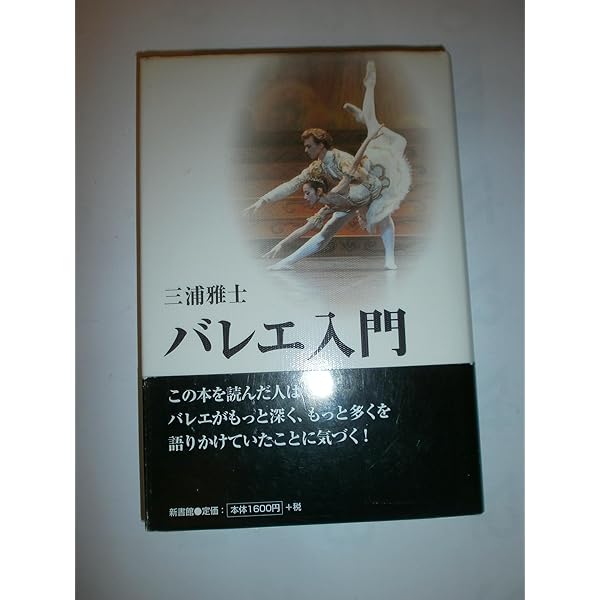 三浦雅士
バレエ入門
この本を読んだ人は
バレエがもっと深く、もっと多くを
語りかけていたことに気づく!
新書館●定価:本体1600円+税